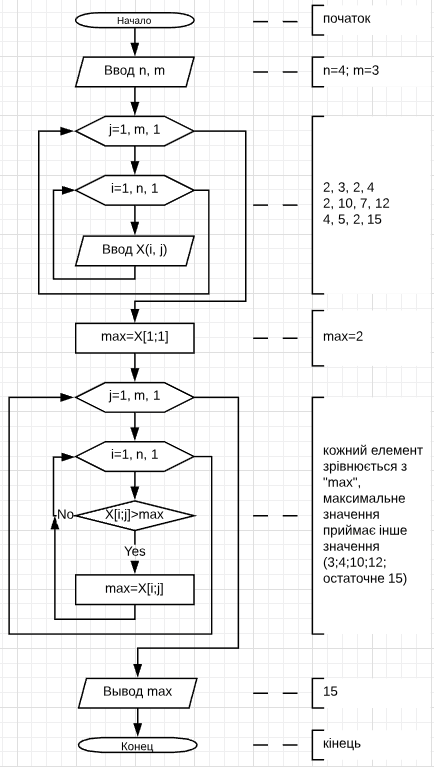 Начало
початок
Ввод n, m
n=4; m=3
j=1, m, 1
i=1, n, 1
Ввод X(i, j)
2, 3, 2, 4
2, 10, 7, 12
4, 5, 2, 15
max=X[1;1]
max=2
j=1, m, 1
i=1, n, 1
X[i;j]>max
No
Yes
max=X[i;j]
кожний елемент
зрівнюється з
"max",
максимальне
значення
приймає інше
значення
(3;4;10;12;
остаточне 15)
Вывод max
15
Конец
кінець